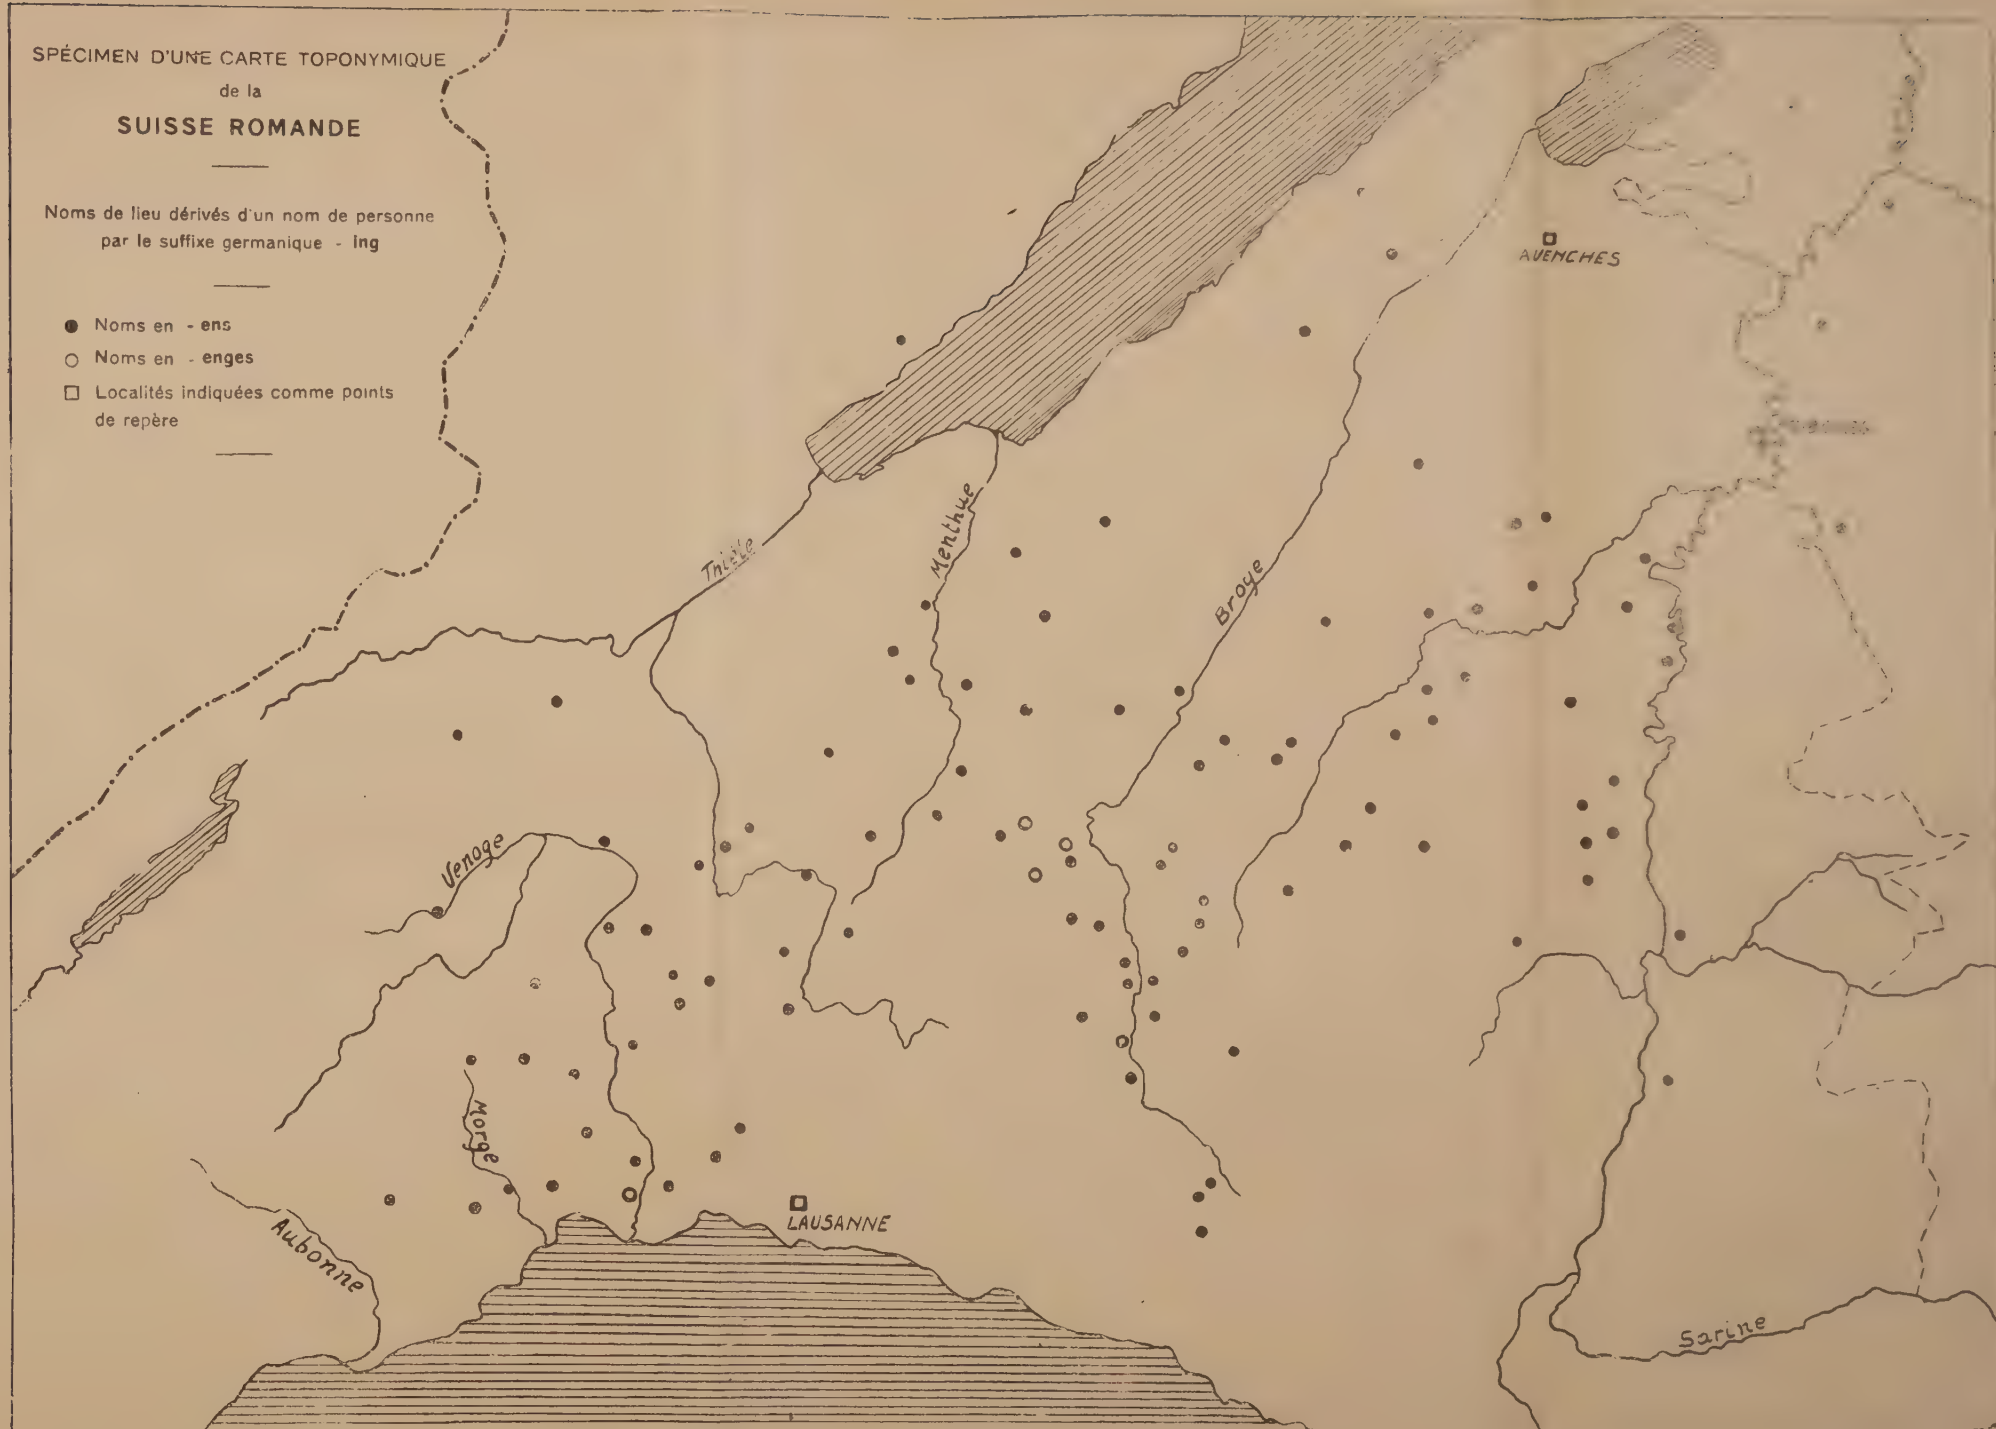 SPÉCIMEN D'UNE CARTE TOPONYMIQUE
de la
SUISSE ROMANDE
Noms de lieu dérivés d'un nom de personne
par le suffixe germanique - ing
Noms en - ens
Noms en - enges
Localités indiquées comme points
de repère
AVENCHES
Thièle
Menthue
Broye
Venoge
Morge
Aubonne
LAUSANNE
Sarine